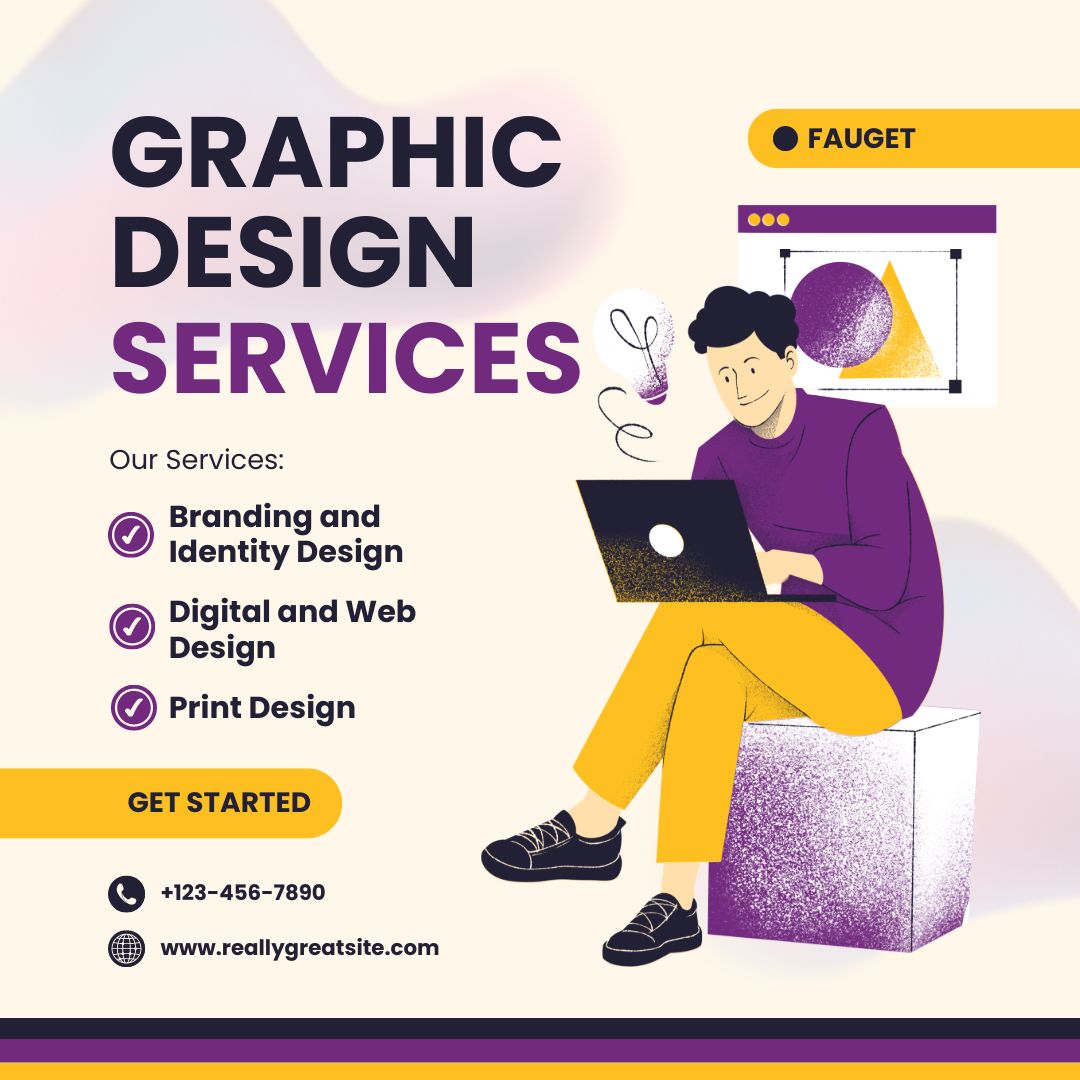 GRAPHIC
DESIGN
SERVICES
FAUGET
Our Services:
Branding and
Identity Design
Digital and Web
Design
Print Design
GET STARTED
+123-456-7890
www.reallygreatsite.com